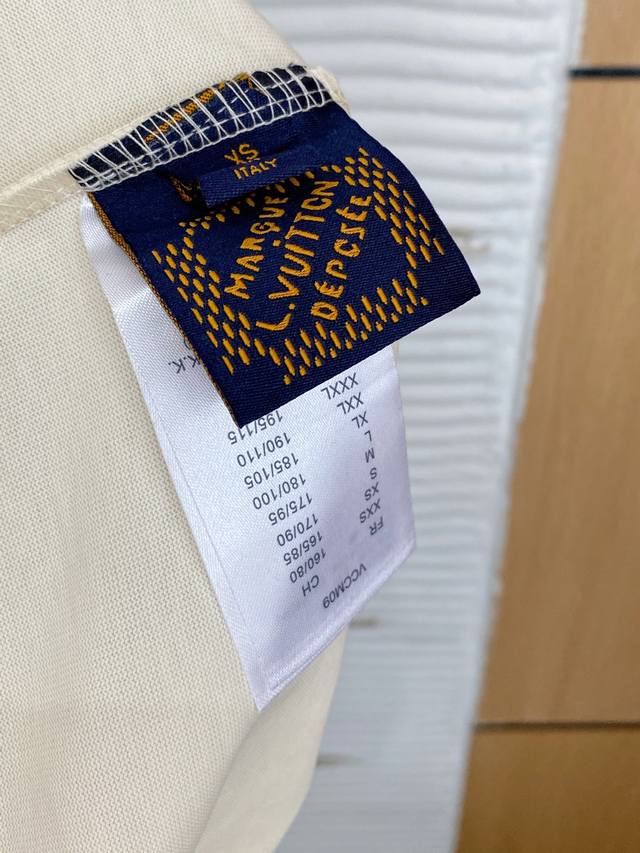 XS
ITALY
MARQUE
L.VUITTON
DÉPOSÉE
VCCM09
FR CH
XXS 160/80
XS 165/85
S 170/90
M 175/95
L 180/100
XL 185/105
XXL 190/110
XXXL 195/115
K.K.